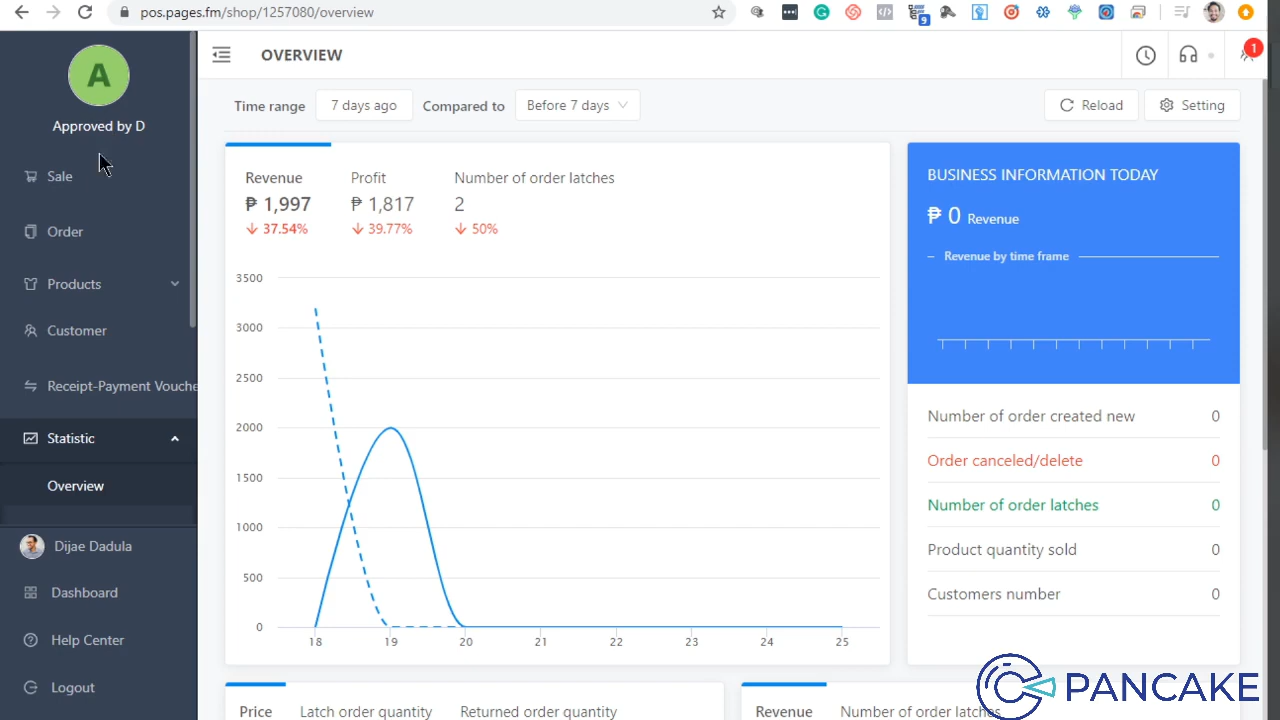 pos.pages.fm/shop/1257080/overview
9
A
Approved by D
Sale
Order
Products
Customer
Receipt-Payment Vouche
Statistic
Overview
Dijae Dadula
Dashboard
Help Center
Logout
OVERVIEW
1
Time range 7 days ago Compared to Before 7 days
Reload Setting
Revenue Profit Number of order latches
₱ 1,997 ₱ 1,817 2
37.54% 39.77% 50%
3500
3000
2500
2000
1500
1000
500
0
18 19 20 21 22 23 24 25
BUSINESS INFORMATION TODAY
₱ 0 Revenue
Revenue by time frame
Number of order created new 0
Order canceled/delete 0
Number of order latches 0
Product quantity sold 0
Customers number 0
Price Latch order quantity Returned order quantity
Revenue Number of order latches
PANCAKE